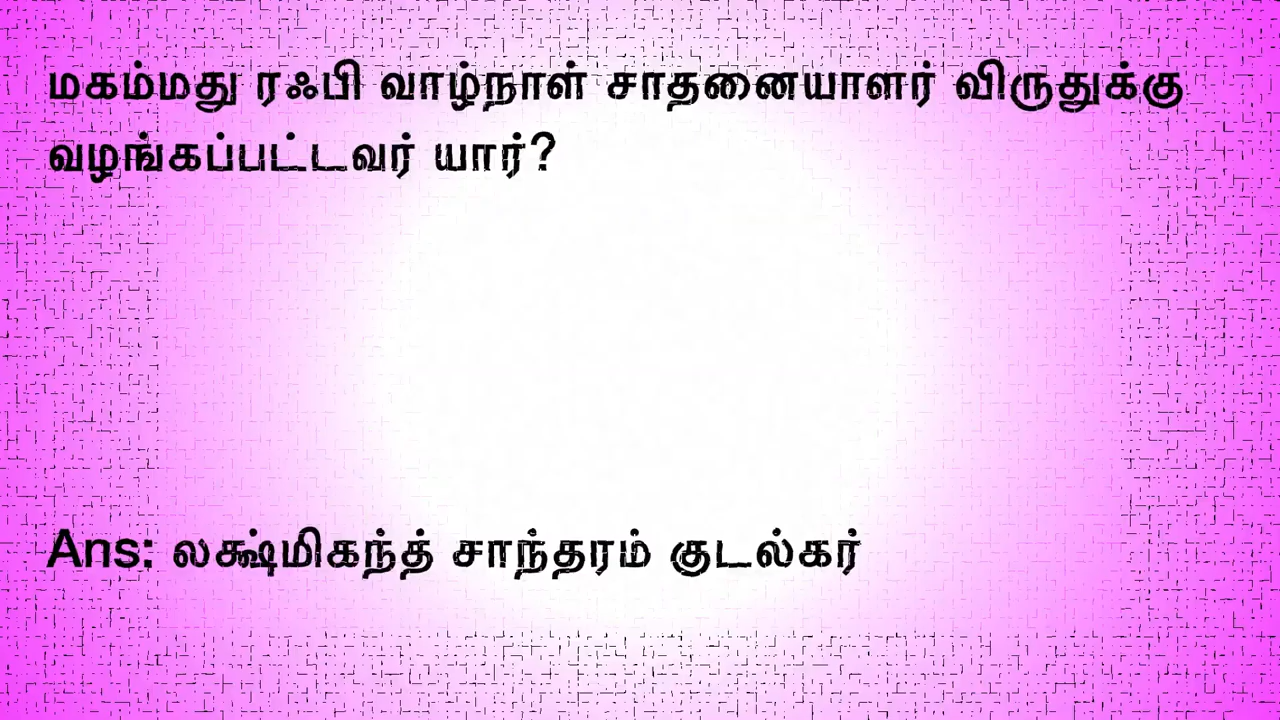 மகம்மது ரஃபி வாழ்நாள் சாதனையாளர் விருதுக்கு
வழங்கப்பட்டவர் யார்?
Ans: லக்ஷ்மிகந்த் சாந்தரம் குடல்கர்